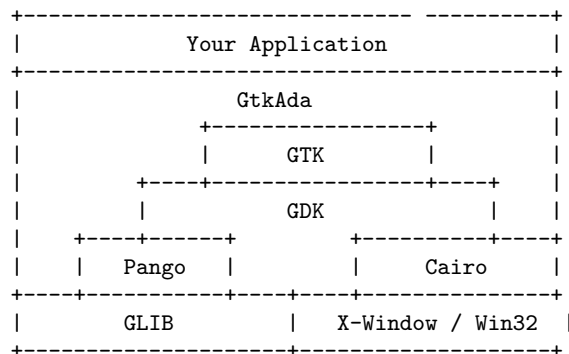 Your Application
GtkAda
GTK
GDK
Pango Cairo
GLIB X-Window / Win32